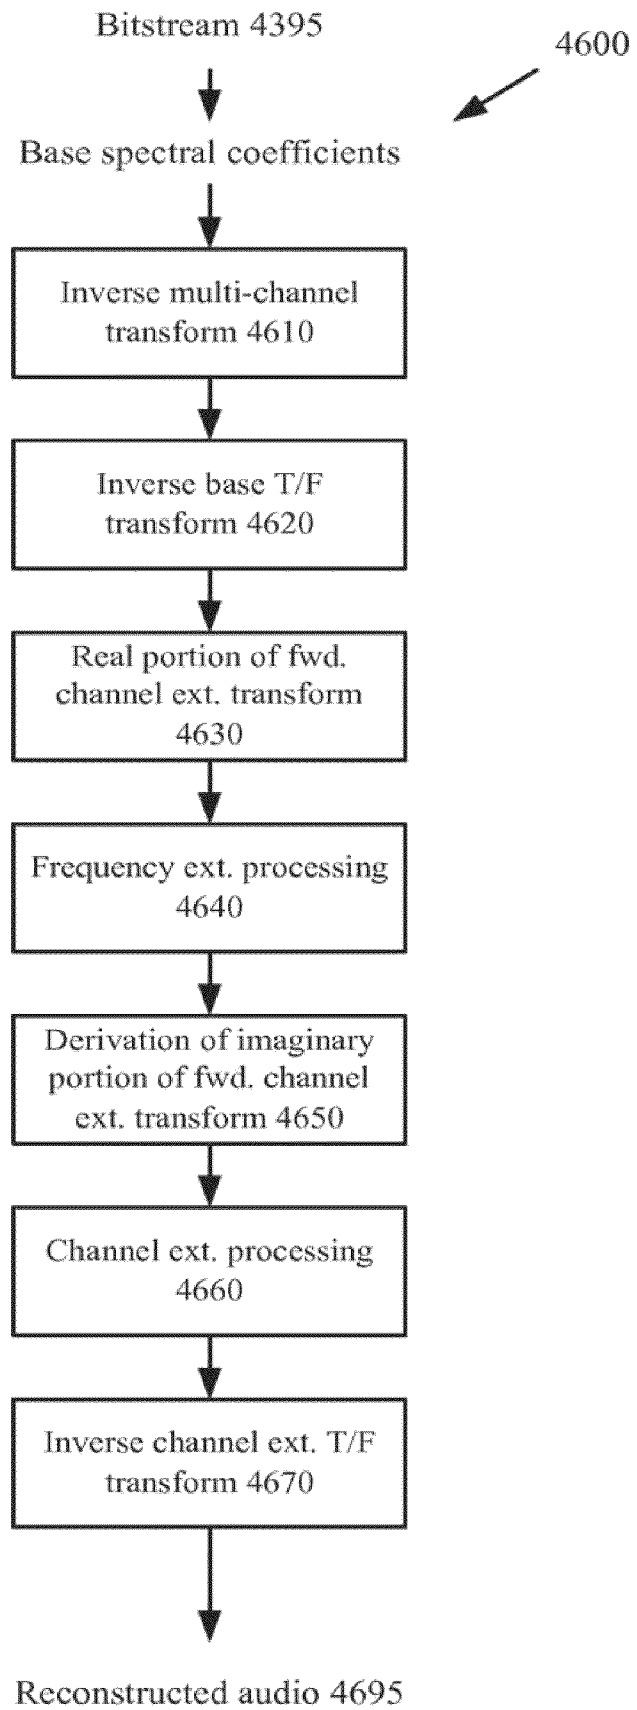 Bitstream 4395
4600
Base spectral coefficients
Inverse multi-channel
transform 4610
Inverse base T/F
transform 4620
Real portion of fwd.
channel ext. transform
4630
Frequency ext. processing
4640
Derivation of imaginary
portion of fwd. channel
ext. transform 4650
Channel ext. processing
4660
Inverse channel ext. T/F
transform 4670
Reconstructed audio 4695